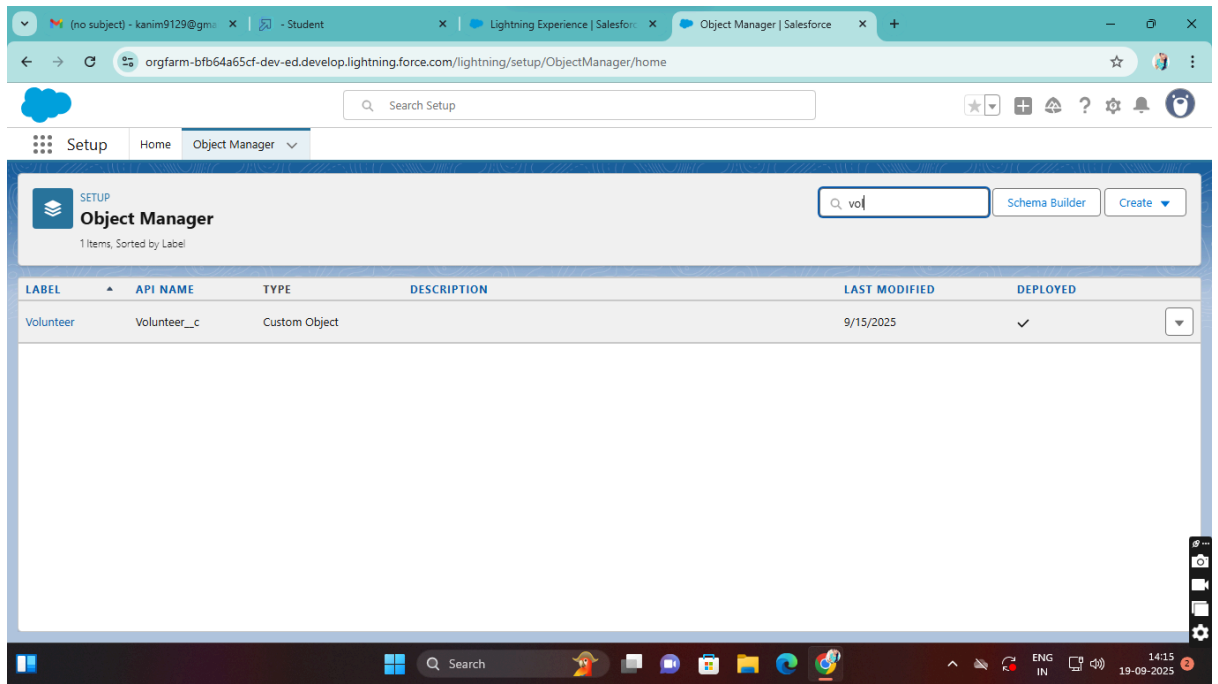 (no subject) - kanim9129@gma
- Student
Lightning Experience | Salesforc
Object Manager | Salesforce
orgfarm-bfb64a65cf-dev-ed.develop.lightning.force.com/lightning/setup/ObjectManager/home
Search Setup
Setup Home Object Manager
SETUP
Object Manager
1 Items, Sorted by Label
vol
Schema Builder
Create
LABEL API NAME TYPE DESCRIPTION LAST MODIFIED DEPLOYED
Volunteer Volunteer__c Custom Object 9/15/2025
Search
ENG
IN
14:15
19-09-2025
2